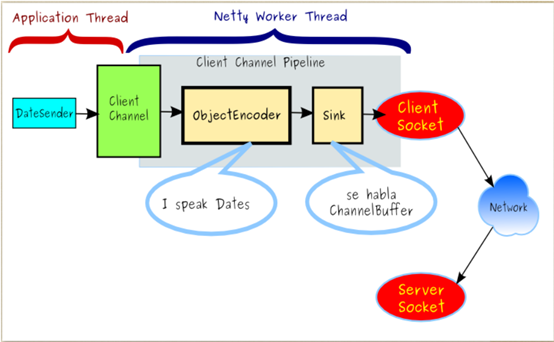 Application Thread
Netty Worker Thread
Client Channel Pipeline
DateSender
Client
Channel
ObjectEncoder
Sink
Client
Socket
I speak Dates
se habla
ChannelBuffer
Network
Server
Socket